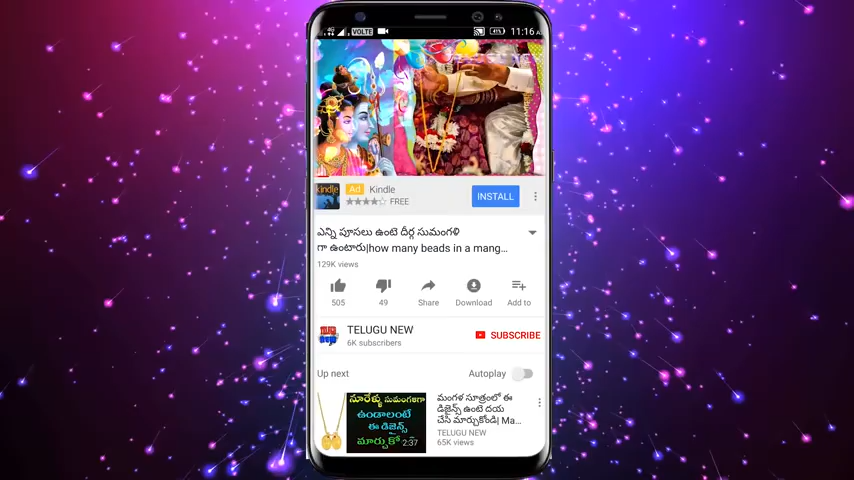 4G VOLTE 41% 11:16
kindle
Ad Kindle
FREE
INSTALL
ఎన్ని పూసలు ఉంటె దీర్ఘ సుమంగళి
గా ఉంటారు|how many beads in a mang...
129K views
505
49
Share
Download
Add to
TELUGU NEW
6K subscribers
SUBSCRIBE
Up next
Autoplay
నూరేళ్ళు సుమంగళిగా
ఉండాలంటే
ఈ డిజైన్స్
మార్చుకో
2:37
మంగళ సూత్రంలో ఈ
డిజైన్స్ ఉంటె దయ
చేసి మార్చుకోండి| Ma...
TELUGU NEW
65K views